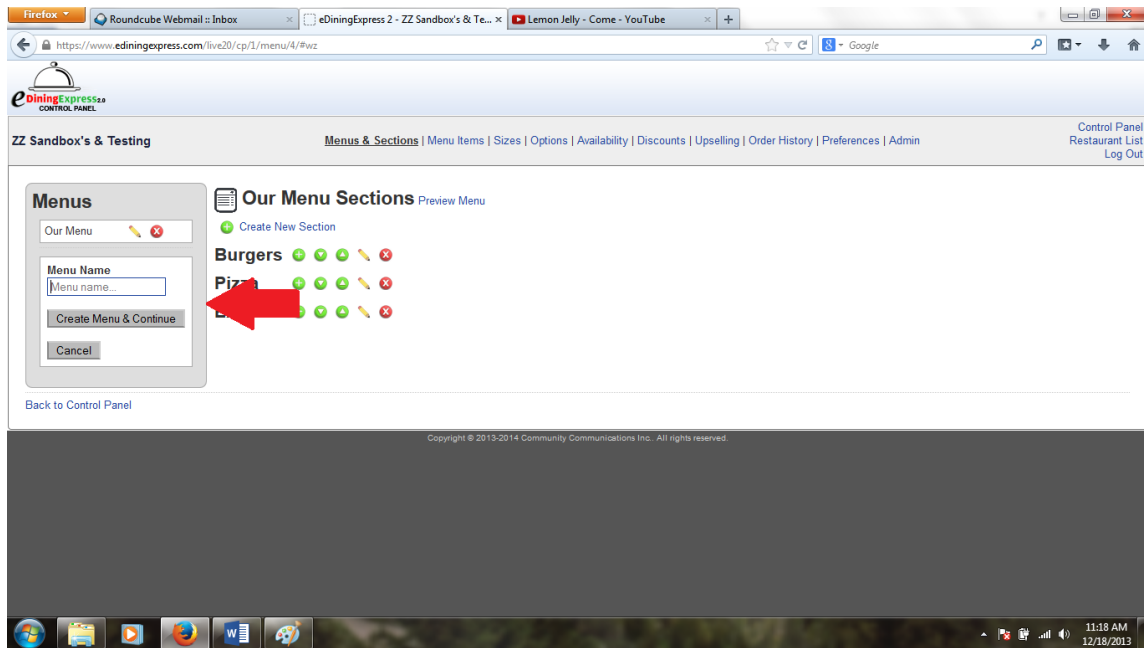 Firefox
Roundcube Webmail :: Inbox
eDiningExpress 2 - ZZ Sandbox's & Te...
Lemon Jelly - Come - YouTube
https://www.ediningexpress.com/live20/cp/1/menu/4/#wz
Google
eDiningExpress2.0
CONTROL PANEL
ZZ Sandbox's & Testing
Menus & Sections | Menu Items | Sizes | Options | Availability | Discounts | Upselling | Order History | Preferences | Admin
Control Panel
Restaurant List
Log Out
Menus
Our Menu
Menu Name
Menu name...
Create Menu & Continue
Cancel
Our Menu Sections Preview Menu
Create New Section
Burgers
Pizza
Back to Control Panel
Copyright © 2013-2014 Community Communications Inc.. All rights reserved.
11:18 AM
12/18/2013